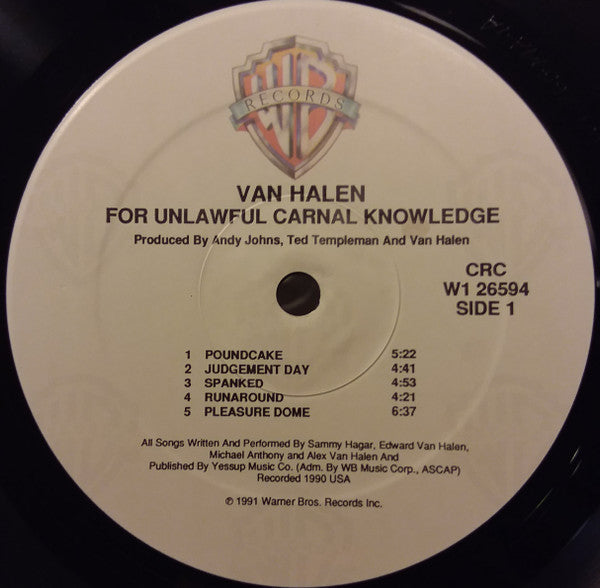 WB
RECORDS
VAN HALEN
FOR UNLAWFUL CARNAL KNOWLEDGE
Produced By Andy Johns, Ted Templeman And Van Halen
CRC
W1 26594
SIDE 1
1 POUNDCAKE 5:22
2 JUDGEMENT DAY 4:41
3 SPANKED 4:53
4 RUNAROUND 4:21
5 PLEASURE DOME 6:37
All Songs Written And Performed By Sammy Hagar, Edward Van Halen,
Michael Anthony and Alex Van Halen And
Published By Yessup Music Co. (Adm. By WB Music Corp., ASCAP)
Recorded 1990 USA
℗ 1991 Warner Bros. Records Inc.